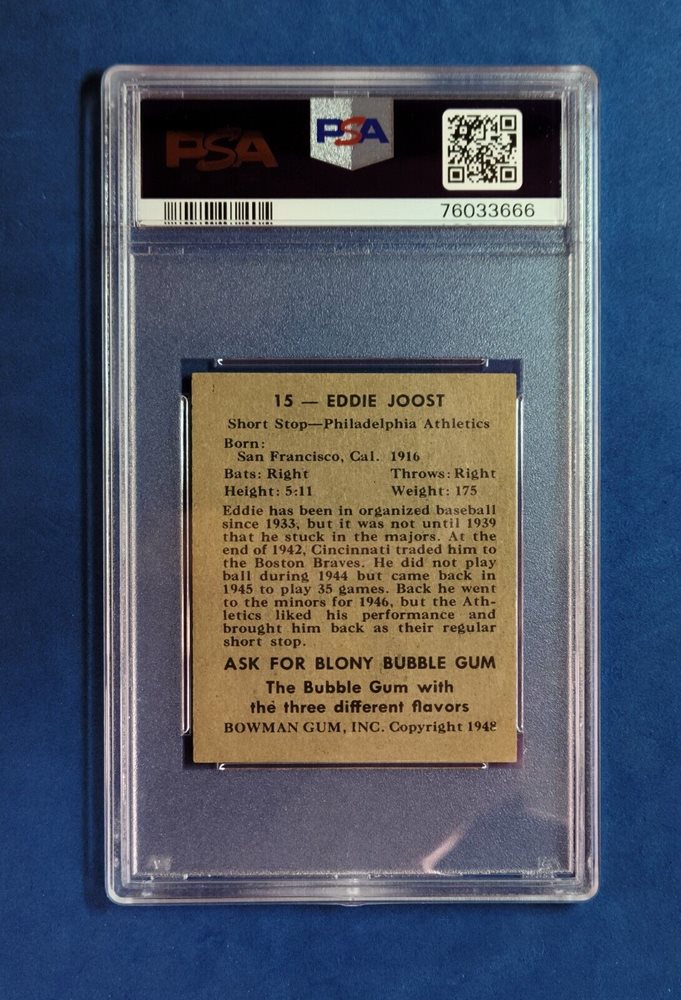 PSA
PSA
76033666
15 — EDDIE JOOST
Short Stop—Philadelphia Athletics
Born:
San Francisco, Cal. 1916
Bats: Right Throws: Right
Height: 5:11 Weight: 175
Eddie has been in organized baseball
since 1933, but it was not until 1939
that he stuck in the majors. At the
end of 1942, Cincinnati traded him to
the Boston Braves. He did not play
ball during 1944 but came back in
1945 to play 35 games. Back he went
to the minors for 1946, but the Ath-
letics liked his performance and
brought him back as their regular
short stop.
ASK FOR BLONY BUBBLE GUM
The Bubble Gum with
the three different flavors
BOWMAN GUM, INC. Copyright 1948